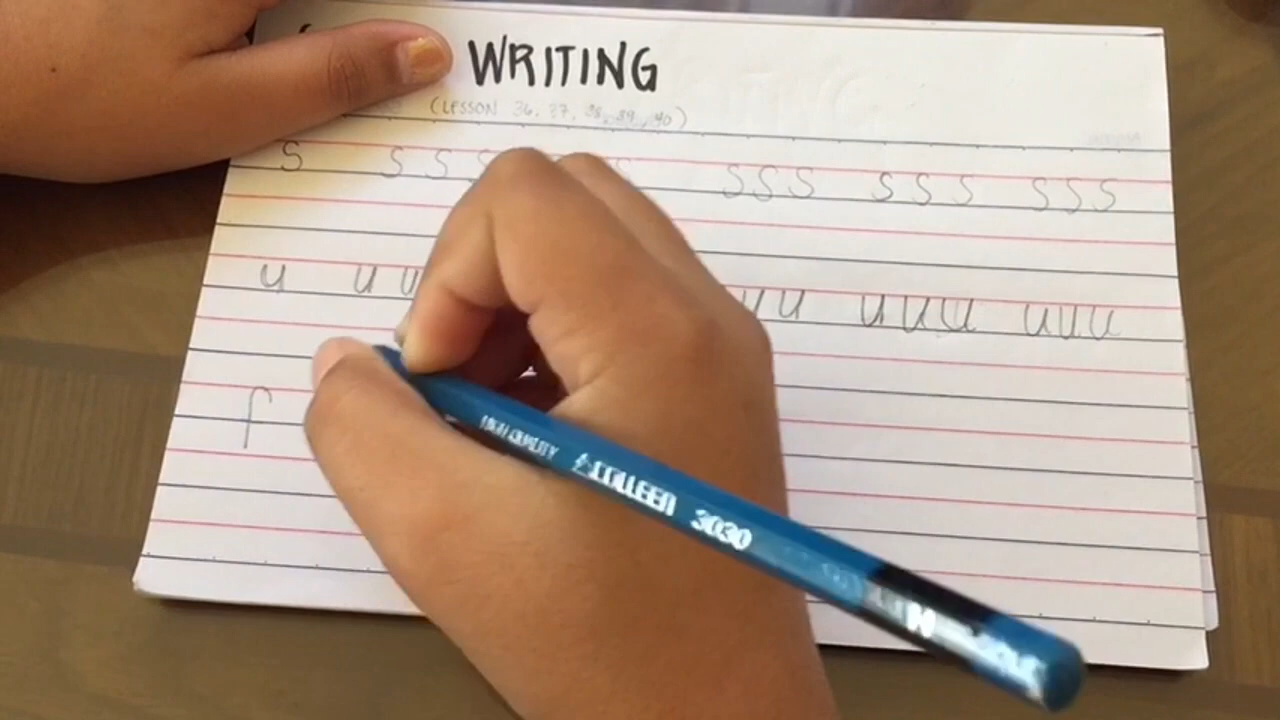 WRITING
(LESSON 36, 37, 38, 39, 40)
s s s s s s s s s s s s s s
u u u u u u u u u u u u
f
HIGH QUALITY COLLEEN 3030